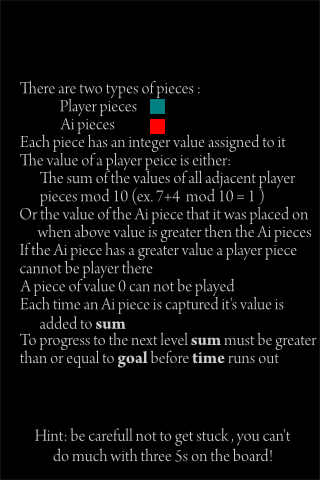 There are two types of pieces :
Player pieces
Ai pieces
Each piece has an integer value assigned to it
The value of a player peice is either:
The sum of the values of all adjacent player
pieces mod 10 (ex. 7+4 mod 10 = 1 )
Or the value of the Ai piece that it was placed on
when above value is greater then the Ai pieces
If the Ai piece has a greater value a player piece
cannot be player there
A piece of value 0 can not be played
Each time an Ai piece is captured it's value is
added to sum
To progress to the next level sum must be greater
than or equal to goal before time runs out
Hint: be carefull not to get stuck , you can't
do much with three 5s on the board!